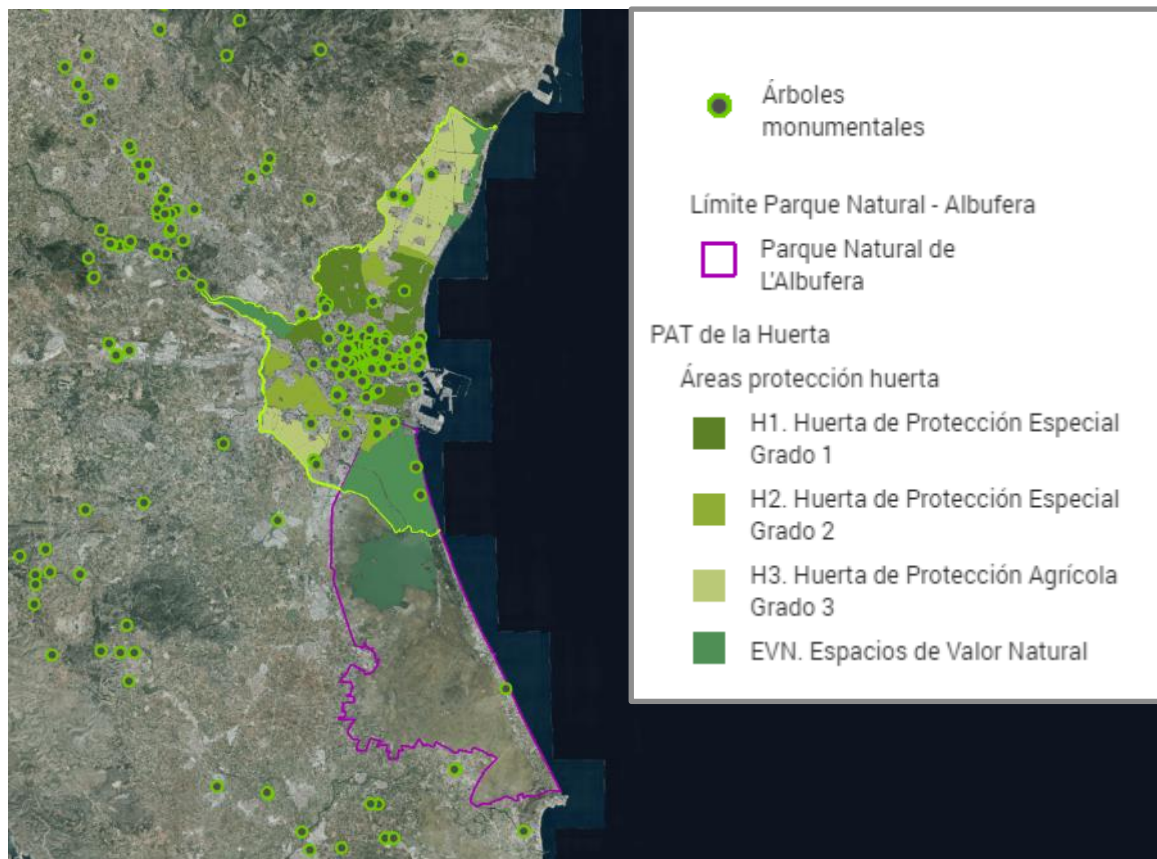 Árboles
monumentales
Límite Parque Natural - Albufera
Parque Natural de
L'Albufera
PAT de la Huerta
Áreas protección huerta
H1. Huerta de Protección Especial
Grado 1
H2. Huerta de Protección Especial
Grado 2
H3. Huerta de Protección Agrícola
Grado 3
EVN. Espacios de Valor Natural